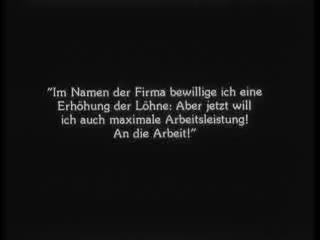 "Im Namen der Firma bewillige ich eine
Erhöhung der Löhne: Aber jetzt will
ich auch maximale Arbeitsleistung!
An die Arbeit!"